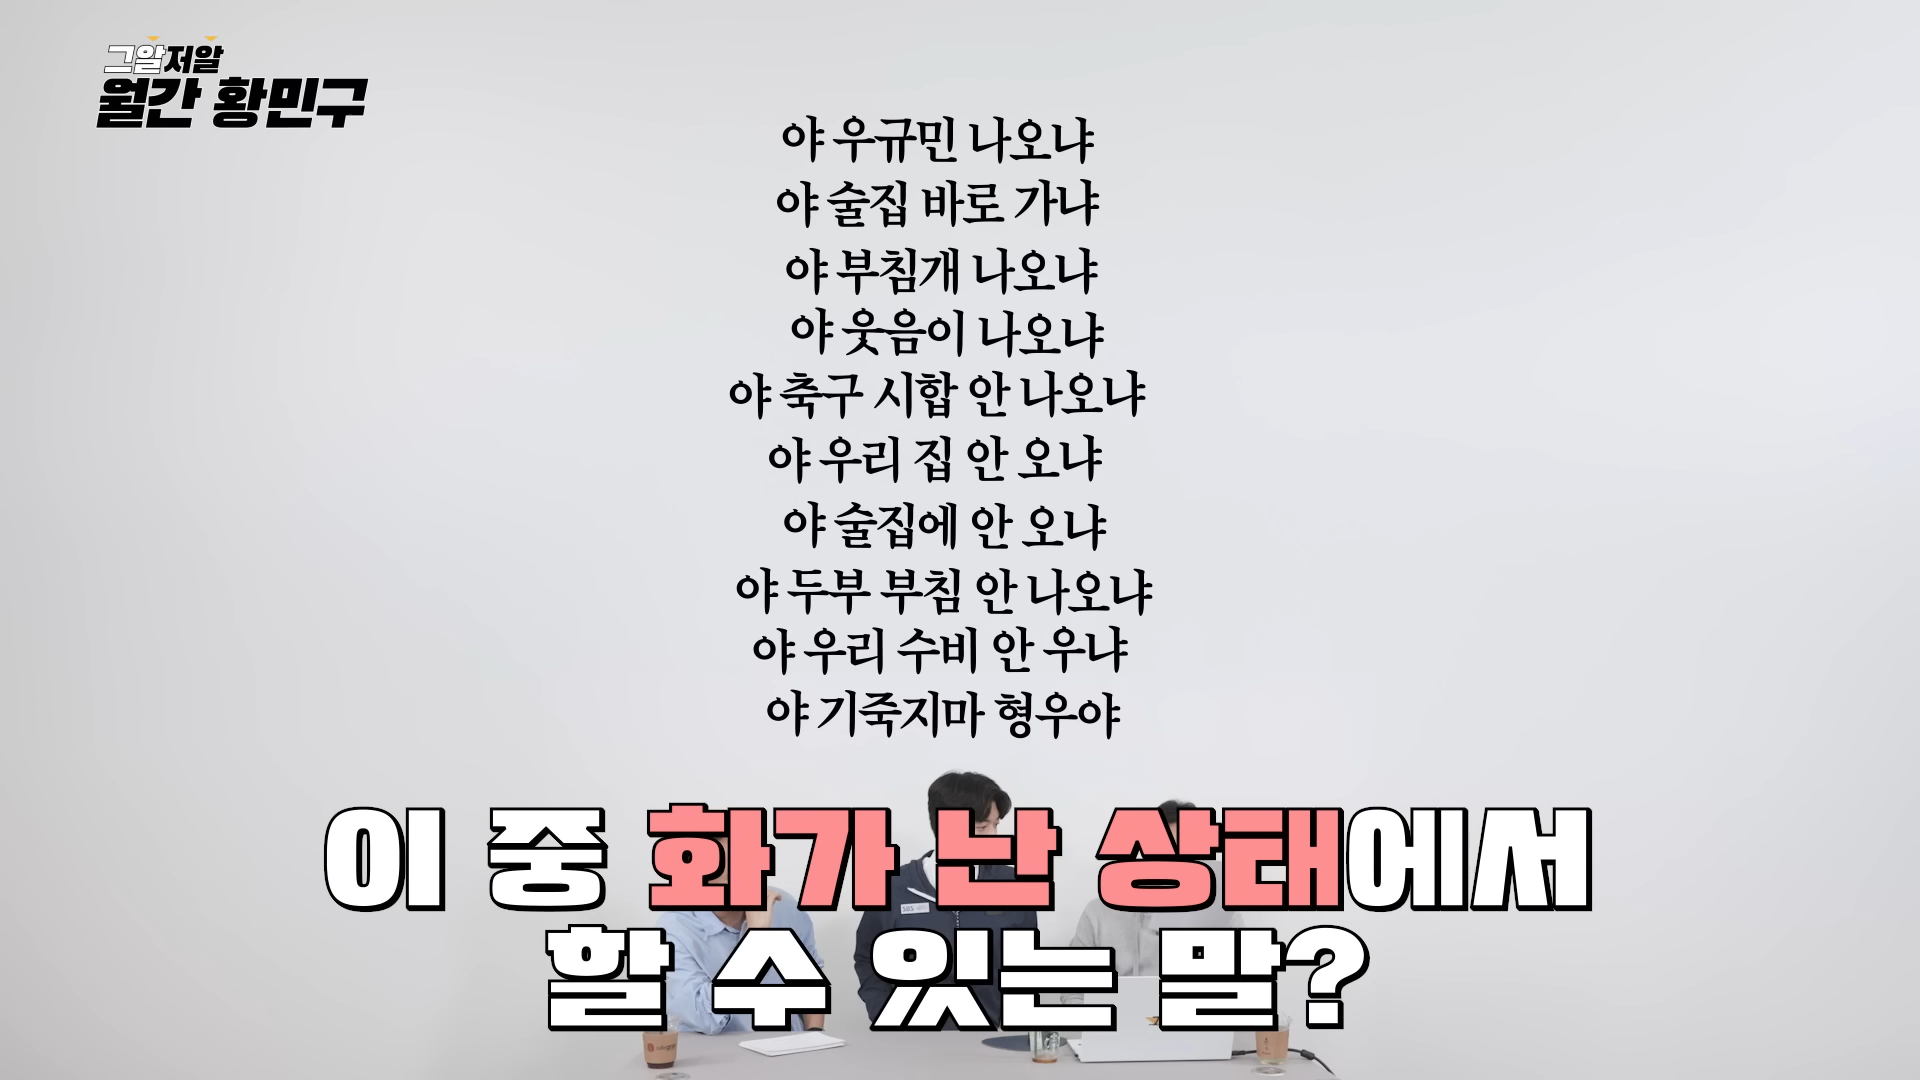 그알저알
월간 황민구
야 우규민 나오냐
야 술집 바로 가냐
야 부침개 나오냐
야 웃음이 나오냐
야 축구 시합 안 나오냐
야 우리 집 안 오냐
야 술집에 안 오냐
야 두부 부침 안 나오냐
야 우리 수비 안 우냐
야 기죽지마 형우야
이 중 화가 난 상태에서
할 수 있는 말?
SBS